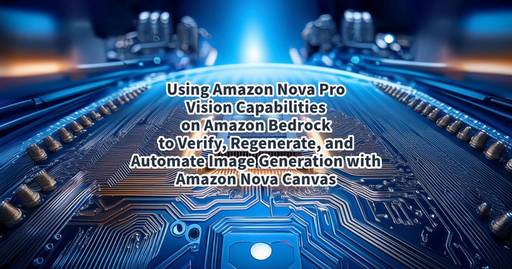 Using Amazon Nova Pro
Vision Capabilities
on Amazon Bedrock
to Verify, Regenerate, and
Automate Image Generation with
Amazon Nova Canvas